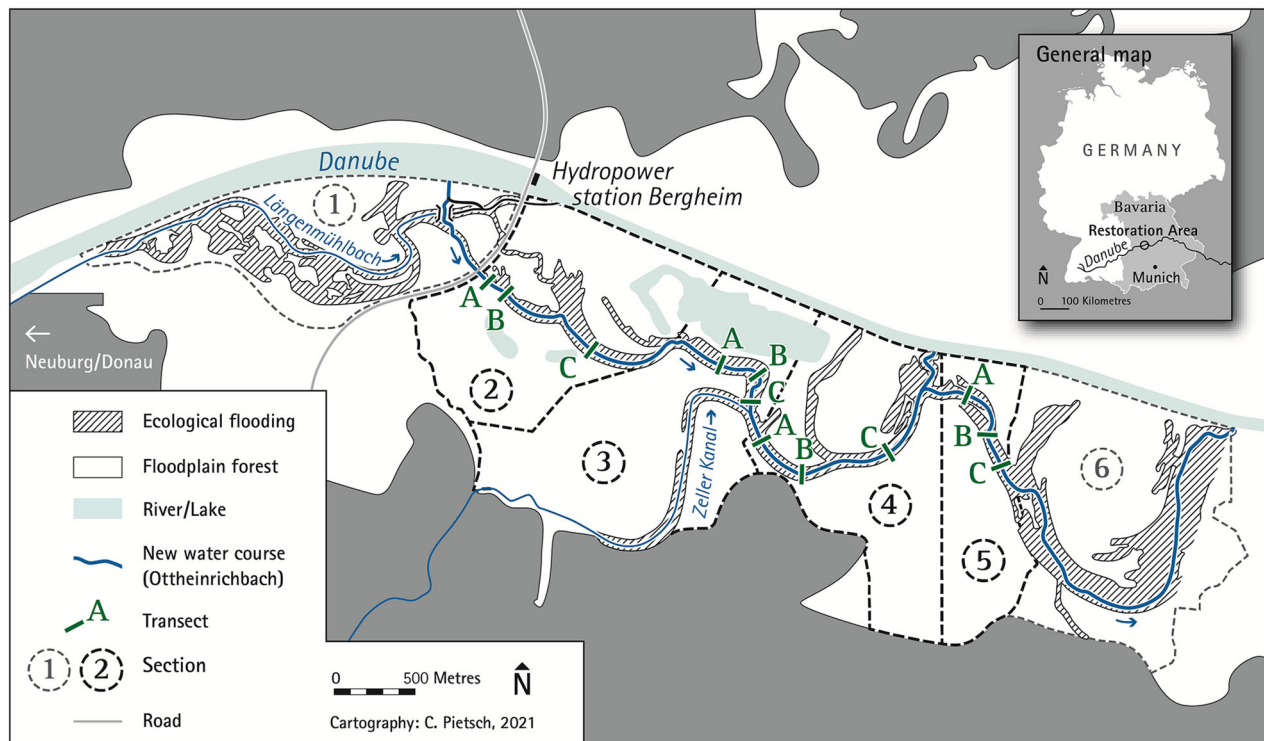 Danube
Hydropower
station Bergheim
1
Längenmühlbach
A
B
C
A
B
C
A
B
C
A
B
C
2
3
4
5
6
Zeller Kanal
←
Neuburg/Donau
General map
GERMANY
Bavaria
Restoration Area
Danube
Munich
N
0 100 Kilometres
Ecological flooding
Floodplain forest
River/Lake
New water course
(Ottheinrichbach)
A Transect
1 2 Section
Road
0 500 Metres
N
Cartography: C. Pietsch, 2021